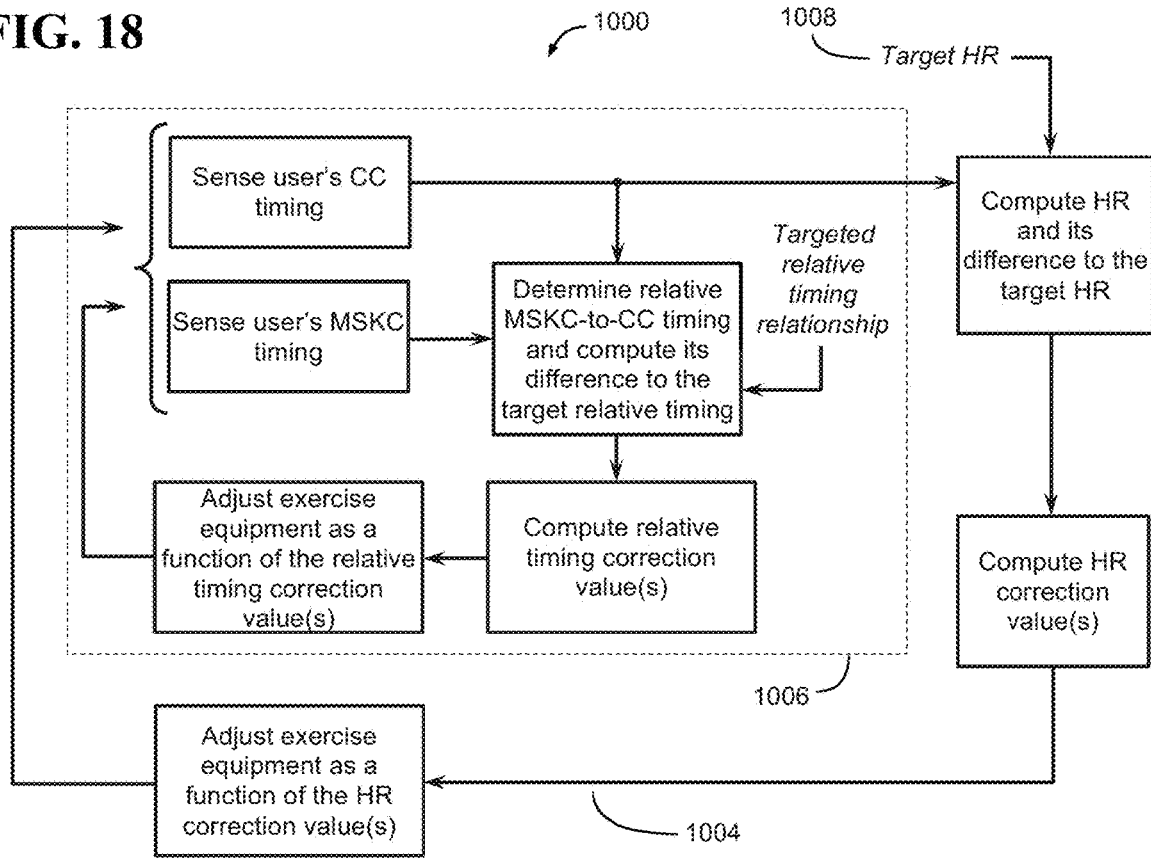 FIG. 18
1000
1008
Target HR
Sense user's CC
timing
Sense user's MSKC
timing
Determine relative
MSKC-to-CC timing
and compute its
difference to the
target relative timing
Targeted
relative
timing
relationship
Compute HR
and its
difference to the
target HR
Adjust exercise
equipment as a
function of the relative
timing correction
value(s)
Compute relative
timing correction
value(s)
Compute HR
correction
value(s)
1006
Adjust exercise
equipment as a
function of the HR
correction value(s)
1004